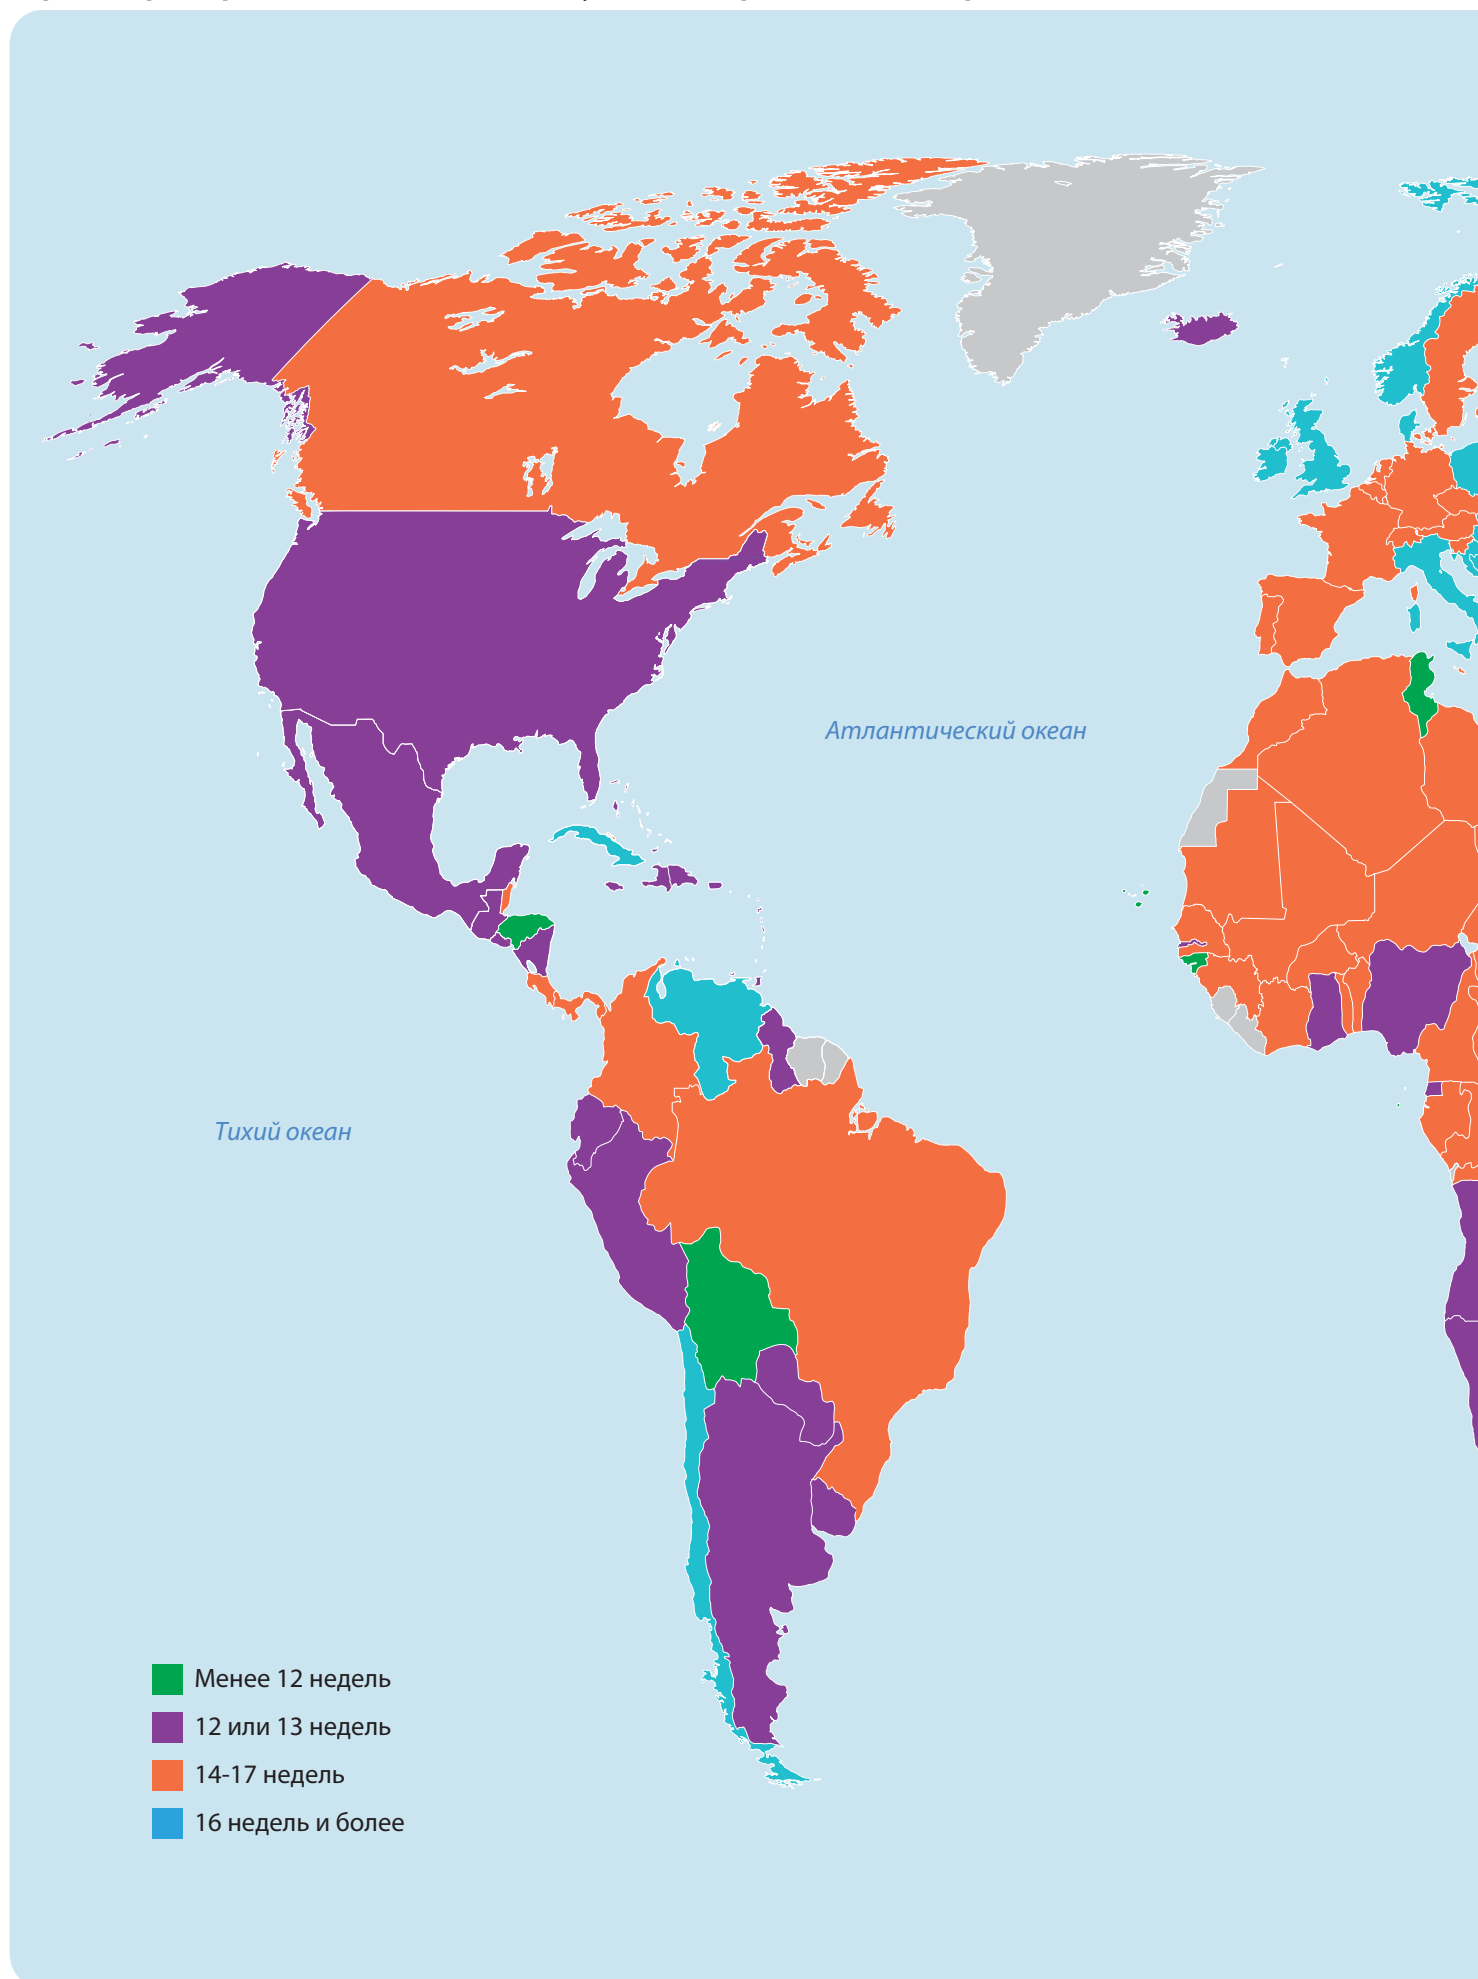 Атлантический океан
Тихий океан
Менее 12 недель
12 или 13 недель
14-17 недель
16 недель и более